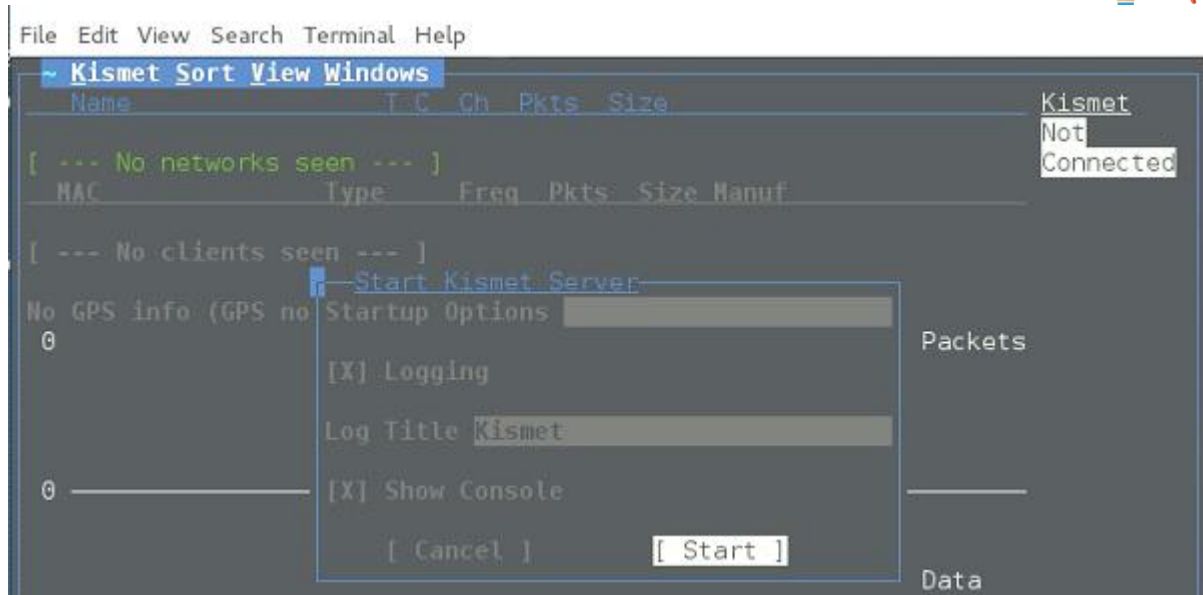 File Edit View Search Terminal Help
~ Kismet Sort View Windows
Name T C Ch Pkts Size
Kismet
Not
Connected
[ --- No networks seen --- ]
MAC Type Freq Pkts Size Manuf
[ --- No clients seen --- ]
Start Kismet Server
No GPS info (GPS no
Startup Options
0
Packets
[X] Logging
Log Title Kismet
0
[X] Show Console
[ Cancel ] [ Start ]
Data